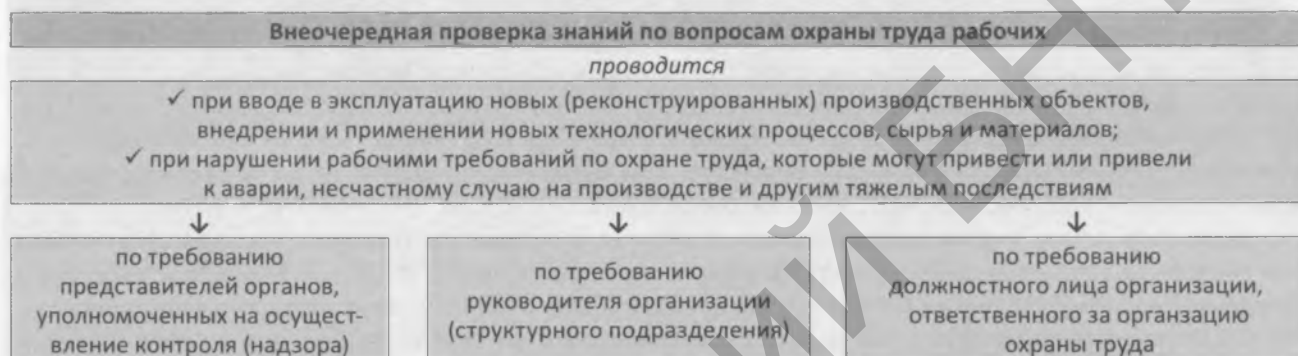 Внеочередная проверка знаний по вопросам охраны труда рабочих
проводится
✓ при вводе в эксплуатацию новых (реконструированных) производственных объектов,
внедрении и применении новых технологических процессов, сырья и материалов;
✓ при нарушении рабочими требований по охране труда, которые могут привести или привели
к аварии, несчастному случаю на производстве и другим тяжелым последствиям
↓ ↓ ↓
по требованию
представителей органов,
уполномоченных на осущест-
вление контроля (надзора)
по требованию
руководителя организации
(структурного подразделения)
по требованию
должностного лица организации,
ответственного за органзацию
охраны труда